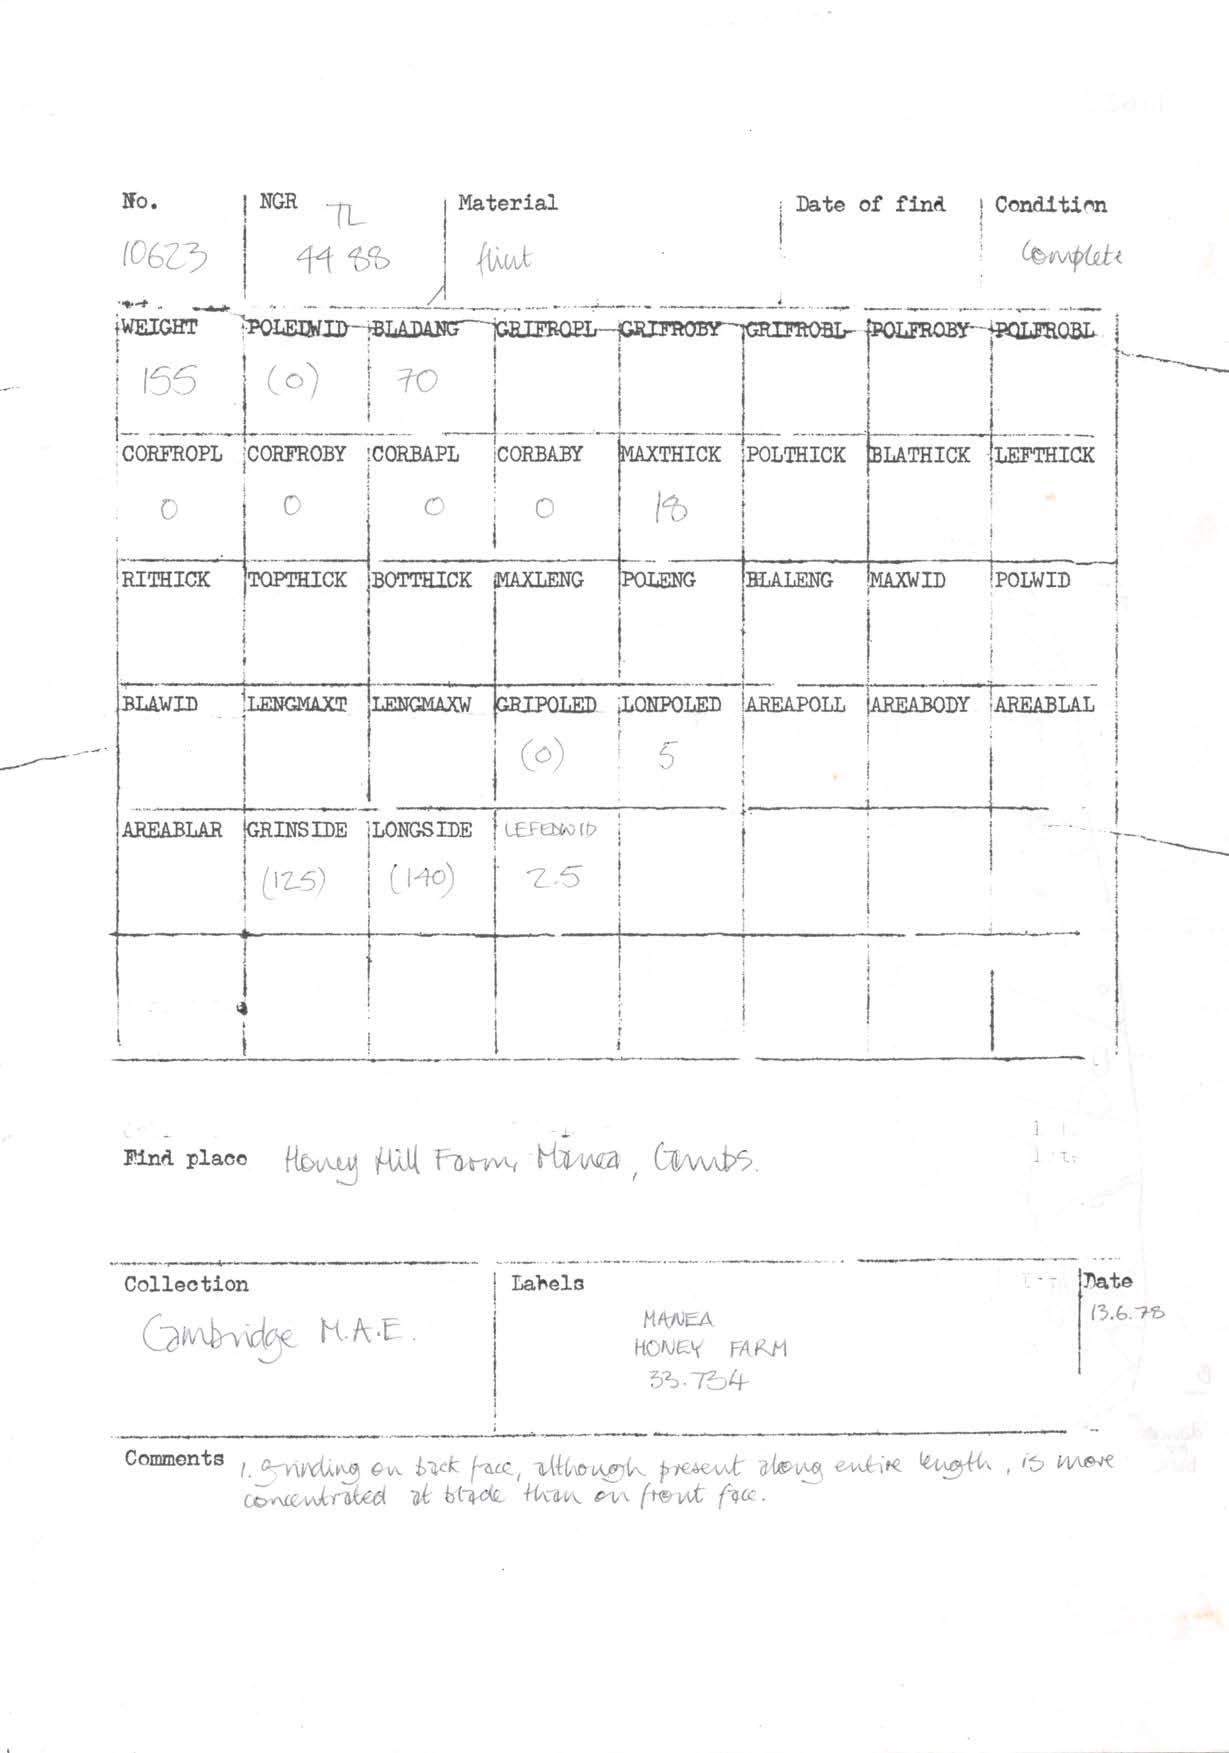 No. NGR Material Date of find Condition
TL
10623 44 88 flint Complete
WEIGHT POLEDWID BLADANG GRIFROPL GRIFROBY GRIFROBL POLFROBY POLFROBL
155 (0) 70
CORFROPL CORFROBY CORBAPL CORBABY MAXTHICK POLTHICK BLATHICK LEFTHICK
0 0 0 0 18
RITHICK TOPTHICK BOTTHICK MAXLENG POLENG BLALENG MAXWID POLWID
BLAWID LENGMAXT LENGMAXW GRIPOLED LONPOLED AREAPOLL AREABODY AREABLAL
(0) 5
AREABLAR GRINSIDE LONGSIDE LEFEDWID
(125) (140) 2.5
Find place Honey Hill Farm, Manea, Cambs.
Collection Labels Date
Cambridge M.A.E. MANEA 13.6.78
HONEY FARM
33.734
Comments 1. grinding on back face, although present along entire length, is more
concentrated at blade than on front face.